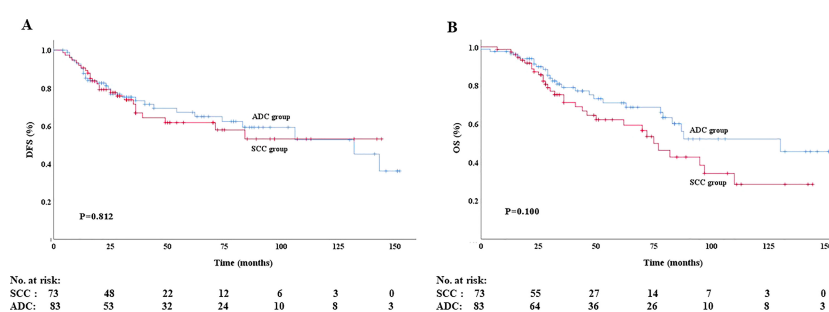 A
DFS (%)
1.0
0.8
0.6
0.4
0.2
.0
ADC group
SCC group
P=0.812
0 25 50 75 100 125 150
Time (months)
No. at risk:
SCC : 73 48 22 12 6 3 0
ADC: 83 53 32 24 10 8 3
B
OS (%)
1.0
0.8
0.6
0.4
0.2
ADC group
SCC group
P=0.100
0 25 50 75 100 125 150
Time (months)
No. at risk:
SCC : 73 55 27 14 7 3 0
ADC: 83 64 36 26 10 8 3